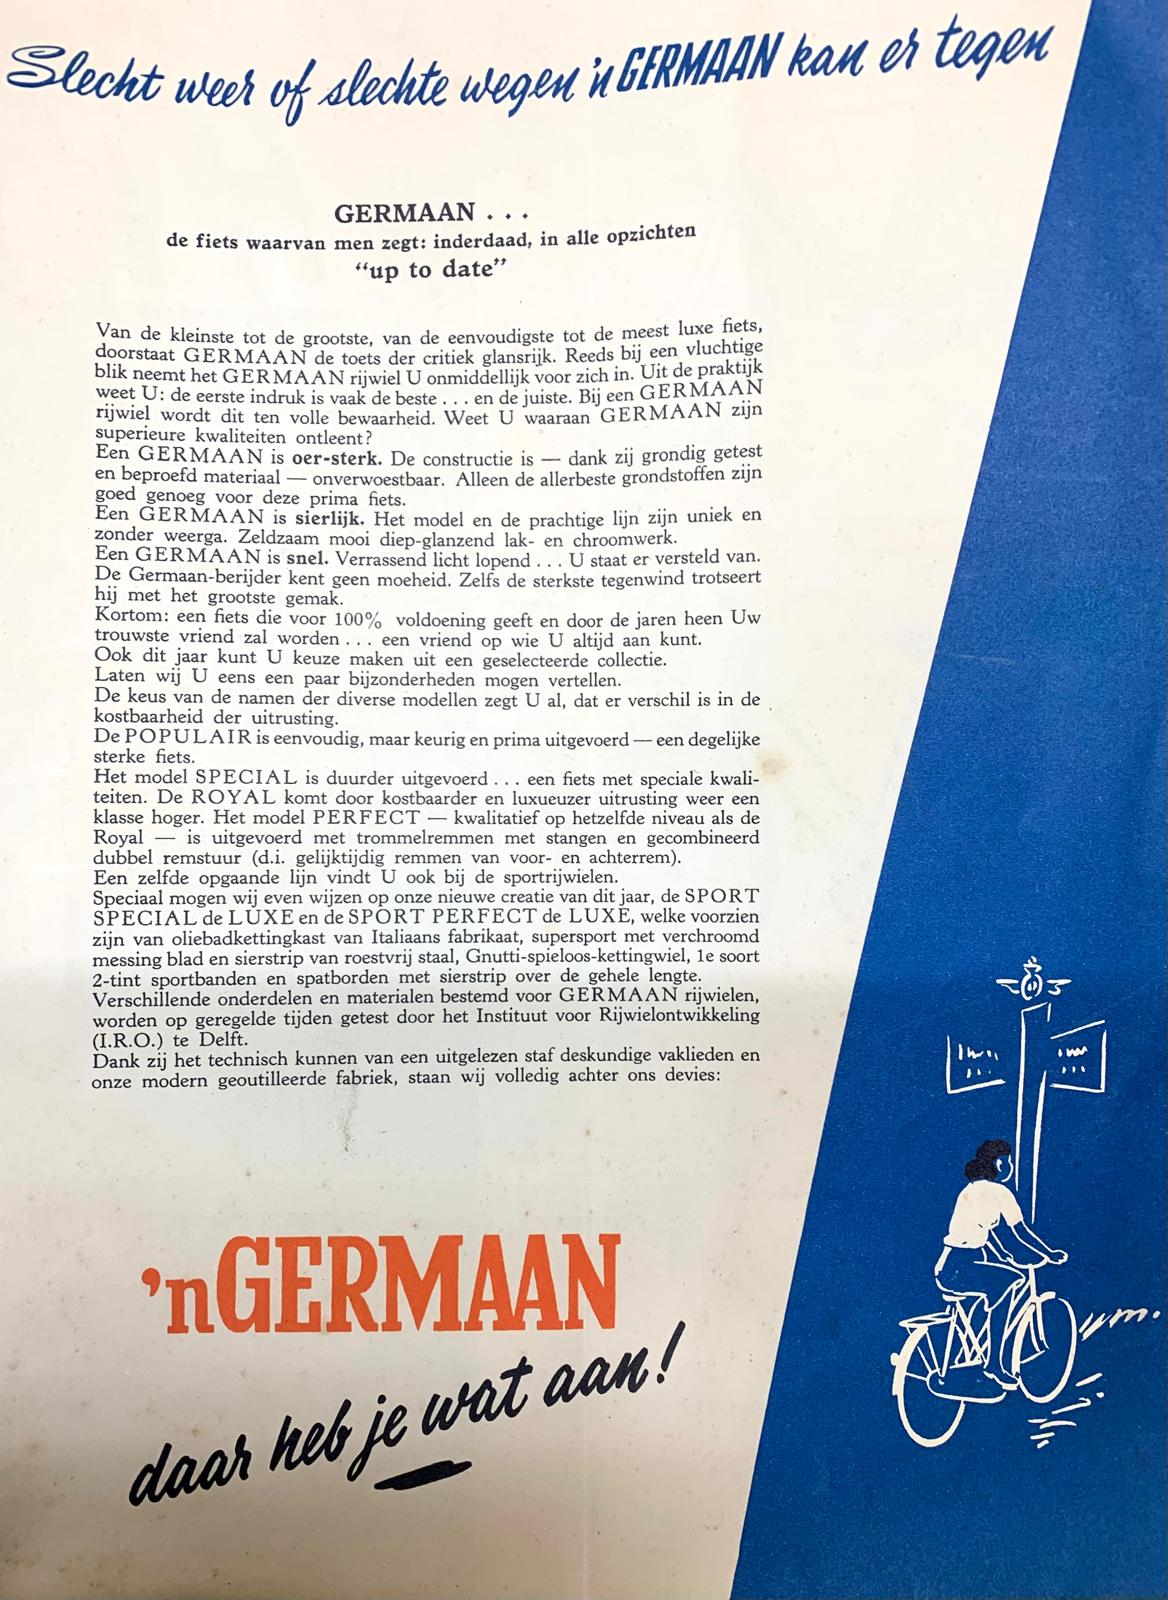 Slecht weer of slechte wegen 'n GERMAAN kan er tegen
GERMAAN . . .
de fiets waarvan men zegt: inderdaad, in alle opzichten
“up to date”
Van de kleinste tot de grootste, van de eenvoudigste tot de meest luxe fiets,
doorstaat GERMAAN de toets der critiek glansrijk. Reeds bij een vluchtige
blik neemt het GERMAAN rijwiel U onmiddellijk voor zich in. Uit de praktijk
weet U: de eerste indruk is vaak de beste . . . en de juiste. Bij een GERMAAN
rijwiel wordt dit ten volle bewaarheid. Weet U waaraan GERMAAN zijn
superieure kwaliteiten ontleent?
Een GERMAAN is oer-sterk. De constructie is — dank zij grondig getest
en beproefd materiaal — onverwoestbaar. Alleen de allerbeste grondstoffen zijn
goed genoeg voor deze prima fiets.
Een GERMAAN is sierlijk. Het model en de prachtige lijn zijn uniek en
zonder weerga. Zeldzaam mooi diep-glanzend lak- en chroomwerk.
Een GERMAAN is snel. Verrassend licht lopend . . . U staat er versteld van.
De Germaan-berijder kent geen moeheid. Zelfs de sterkste tegenwind trotseert
hij met het grootste gemak.
Kortom: een fiets die voor 100% voldoening geeft en door de jaren heen Uw
trouwste vriend zal worden . . . een vriend op wie U altijd aan kunt.
Ook dit jaar kunt U keuze maken uit een geselecteerde collectie.
Laten wij U eens een paar bijzonderheden mogen vertellen.
De keus van de namen der diverse modellen zegt U al, dat er verschil is in de
kostbaarheid der uitrusting.
De POPULAIR is eenvoudig, maar keurig en prima uitgevoerd — een degelijke
sterke fiets.
Het model SPECIAL is duurder uitgevoerd . . . een fiets met speciale kwali-
teiten. De ROYAL komt door kostbaarder en luxueuzer uitrusting weer een
klasse hoger. Het model PERFECT — kwalitatief op hetzelfde niveau als de
Royal — is uitgevoerd met trommelremmen met stangen en gecombineerd
dubbel remstuur (d.i. gelijktijdig remmen van voor- en achterrem).
Een zelfde opgaande lijn vindt U ook bij de sportrijwielen.
Speciaal mogen wij even wijzen op onze nieuwe creatie van dit jaar, de SPORT
SPECIAL de LUXE en de SPORT PERFECT de LUXE, welke voorzien
zijn van oliebadkettingkast van Italiaans fabrikaat, supersport met verchroomd
messing blad en sierstrip van roestvrij staal, Gnutti-spieloos-kettingwiel, 1e soort
2-tint sportbanden en spatborden met sierstrip over de gehele lengte.
Verschillende onderdelen en materialen bestemd voor GERMAAN rijwielen,
worden op geregelde tijden getest door het Instituut voor Rijwielontwikkeling
(I.R.O.) te Delft.
Dank zij het technisch kunnen van een uitgelezen staf deskundige vaklieden en
onze modern geoutilleerde fabriek, staan wij volledig achter ons devies:
'n GERMAAN
daar heb je wat aan!